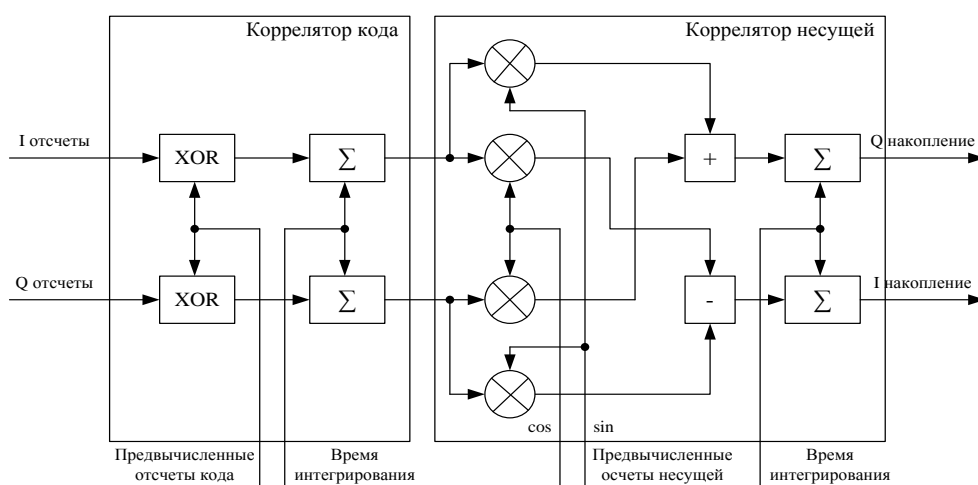 Коррелятор кода
Коррелятор несущей
I отсчеты
XOR
Σ
+
Σ
Q накопление
Q отсчеты
XOR
Σ
-
Σ
I накопление
cos
sin
Предвычисленные
отсчеты кода
Время
интегрирования
Предвычисленные
осчеты несущей
Время
интегрирования